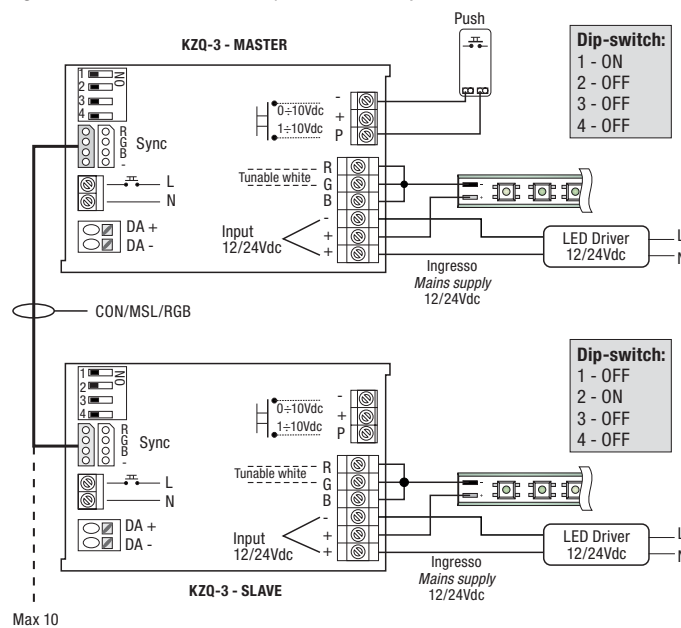 Push
KZQ-3 - MASTER
Dip-switch:
1 - ON
2 - OFF
3 - OFF
4 - OFF
1
2
3
4
ON
R
G
B
-
Sync
L
N
DA +
DA -
0÷10Vdc
1÷10Vdc
-
+
P
Tunable white
R
G
B
-
+
+
Input
12/24Vdc
- 
+
LED Driver
12/24Vdc
L
N
Ingresso
Mains supply
12/24Vdc
CON/MSL/RGB
Dip-switch:
1 - OFF
2 - ON
3 - OFF
4 - OFF
1
2
3
4
ON
R
G
B
-
Sync
L
N
DA +
DA -
0÷10Vdc
1÷10Vdc
-
+
P
Tunable white
R
G
B
-
+
+
Input
12/24Vdc
-
+
LED Driver
12/24Vdc
L
N
Ingresso
Mains supply
12/24Vdc
KZQ-3 - SLAVE
Max 10